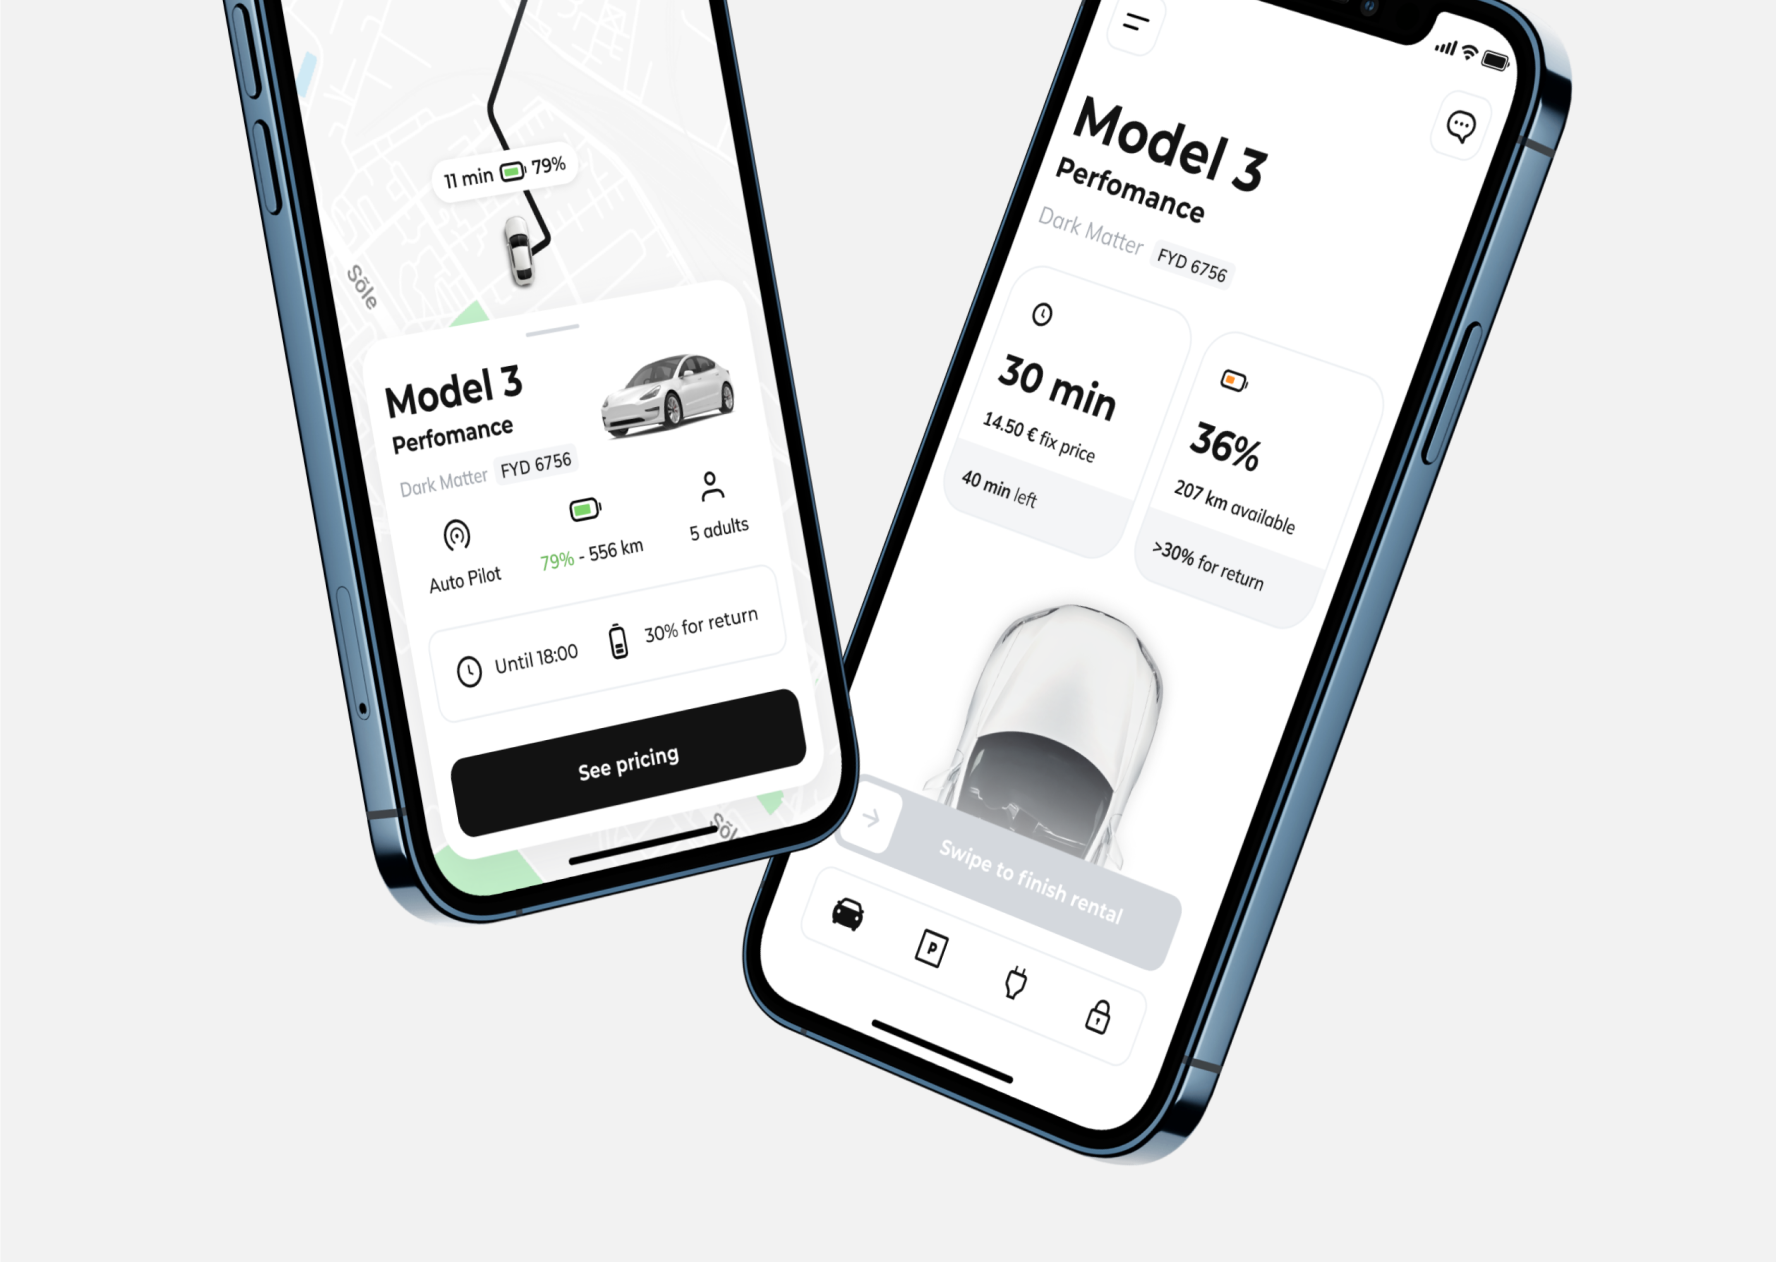 11 min 79%
Sõle
Model 3
Perfomance
Dark Matter FYD 6756
Auto Pilot
79% - 556 km
5 adults
Until 18:00
30% for return
See pricing
Model 3
Perfomance
Dark Matter FYD 6756
30 min
14.50 € fix price
40 min left
36%
207 km available
>30% for return
Swipe to finish rental
P